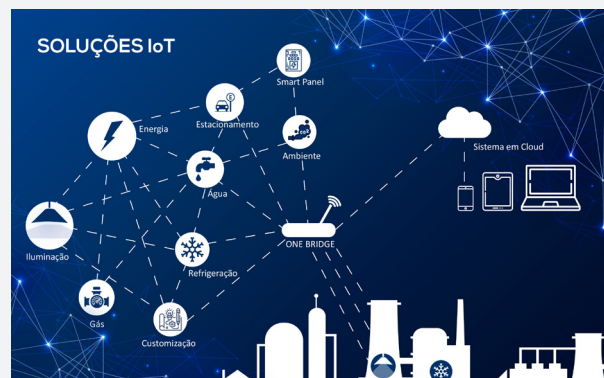 SOLUÇÕES IoT
Smart Panel
Energia
Estacionamento
Ambiente
Sistema em Cloud
Água
ONE BRIDGE
Iluminação
Refrigeração
Gás
Customização